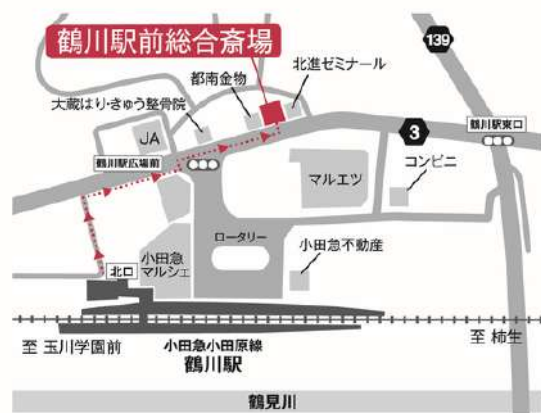 139
鶴川駅前総合斎場
北進ゼミナール
都南金物
大蔵はり・きゅう整骨院
鶴川駅東口
3
JA
鶴川駅広場前
コンビニ
マルエツ
ロータリー
小田急不動産
小田急
マルシェ
北口
至 玉川学園前
小田急小田原線
鶴川駅
至 柿生
鶴見川